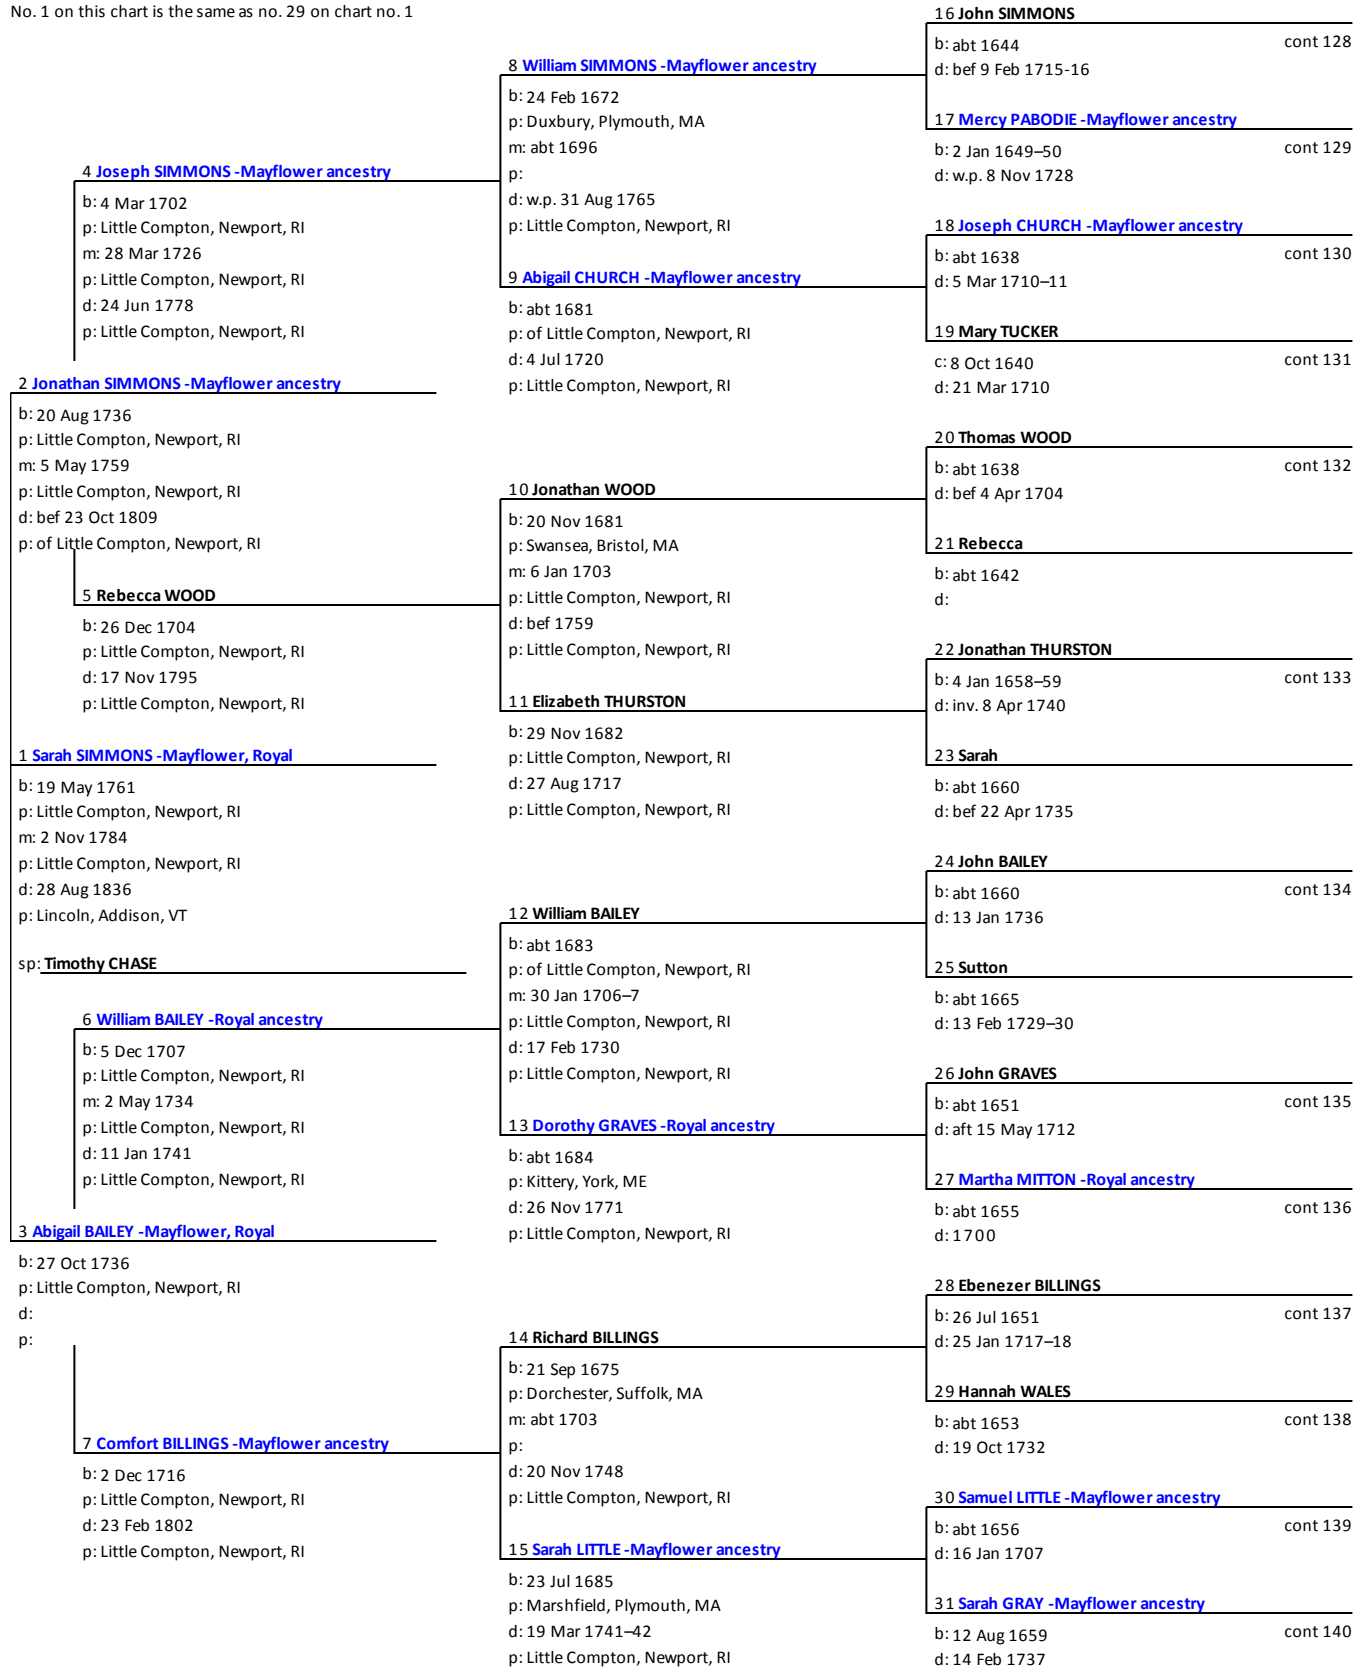 No. 1 on this chart is the same as no. 29 on chart no. 1
16 John SIMMONS
b: abt 1644
cont 128
d: bef 9 Feb 1715-16
8 William SIMMONS -Mayflower ancestry
b: 24 Feb 1672
p: Duxbury, Plymouth, MA
m: abt 1696
p:
d: w.p. 31 Aug 1765
p: Little Compton, Newport, RI
17 Mercy PABODIE -Mayflower ancestry
b: 2 Jan 1649–50
cont 129
d: w.p. 8 Nov 1728
4 Joseph SIMMONS -Mayflower ancestry
b: 4 Mar 1702
p: Little Compton, Newport, RI
m: 28 Mar 1726
p: Little Compton, Newport, RI
d: 24 Jun 1778
p: Little Compton, Newport, RI
18 Joseph CHURCH -Mayflower ancestry
b: abt 1638
cont 130
d: 5 Mar 1710–11
9 Abigail CHURCH -Mayflower ancestry
b: abt 1681
p: of Little Compton, Newport, RI
d: 4 Jul 1720
p: Little Compton, Newport, RI
19 Mary TUCKER
c: 8 Oct 1640
cont 131
d: 21 Mar 1710
2 Jonathan SIMMONS -Mayflower ancestry
b: 20 Aug 1736
p: Little Compton, Newport, RI
m: 5 May 1759
p: Little Compton, Newport, RI
d: bef 23 Oct 1809
p: of Little Compton, Newport, RI
20 Thomas WOOD
b: abt 1638
cont 132
d: bef 4 Apr 1704
10 Jonathan WOOD
b: 20 Nov 1681
p: Swansea, Bristol, MA
m: 6 Jan 1703
p: Little Compton, Newport, RI
d: bef 1759
p: Little Compton, Newport, RI
21 Rebecca
b: abt 1642
d:
5 Rebecca WOOD
b: 26 Dec 1704
p: Little Compton, Newport, RI
d: 17 Nov 1795
p: Little Compton, Newport, RI
22 Jonathan THURSTON
b: 4 Jan 1658–59
cont 133
d: inv. 8 Apr 1740
11 Elizabeth THURSTON
b: 29 Nov 1682
p: Little Compton, Newport, RI
d: 27 Aug 1717
p: Little Compton, Newport, RI
23 Sarah
b: abt 1660
d: bef 22 Apr 1735
1 Sarah SIMMONS -Mayflower, Royal
b: 19 May 1761
p: Little Compton, Newport, RI
m: 2 Nov 1784
p: Little Compton, Newport, RI
d: 28 Aug 1836
p: Lincoln, Addison, VT
sp: Timothy CHASE
24 John BAILEY
b: abt 1660
cont 134
d: 13 Jan 1736
12 William BAILEY
b: abt 1683
p: of Little Compton, Newport, RI
m: 30 Jan 1706–7
p: Little Compton, Newport, RI
d: 17 Feb 1730
p: Little Compton, Newport, RI
25 Sutton
b: abt 1665
d: 13 Feb 1729–30
6 William BAILEY -Royal ancestry
b: 5 Dec 1707
p: Little Compton, Newport, RI
m: 2 May 1734
p: Little Compton, Newport, RI
d: 11 Jan 1741
p: Little Compton, Newport, RI
26 John GRAVES
b: abt 1651
cont 135
d: aft 15 May 1712
13 Dorothy GRAVES -Royal ancestry
b: abt 1684
p: Kittery, York, ME
d: 26 Nov 1771
p: Little Compton, Newport, RI
27 Martha MITTON -Royal ancestry
b: abt 1655
cont 136
d: 1700
3 Abigail BAILEY -Mayflower, Royal
b: 27 Oct 1736
p: Little Compton, Newport, RI
d:
p:
28 Ebenezer BILLINGS
b: 26 Jul 1651
cont 137
d: 25 Jan 1717–18
14 Richard BILLINGS
b: 21 Sep 1675
p: Dorchester, Suffolk, MA
m: abt 1703
p:
d: 20 Nov 1748
p: Little Compton, Newport, RI
29 Hannah WALES
b: abt 1653
cont 138
d: 19 Oct 1732
7 Comfort BILLINGS -Mayflower ancestry
b: 2 Dec 1716
p: Little Compton, Newport, RI
d: 23 Feb 1802
p: Little Compton, Newport, RI
30 Samuel LITTLE -Mayflower ancestry
b: abt 1656
cont 139
d: 16 Jan 1707
15 Sarah LITTLE -Mayflower ancestry
b: 23 Jul 1685
p: Marshfield, Plymouth, MA
d: 19 Mar 1741–42
p: Little Compton, Newport, RI
31 Sarah GRAY -Mayflower ancestry
b: 12 Aug 1659
cont 140
d: 14 Feb 1737